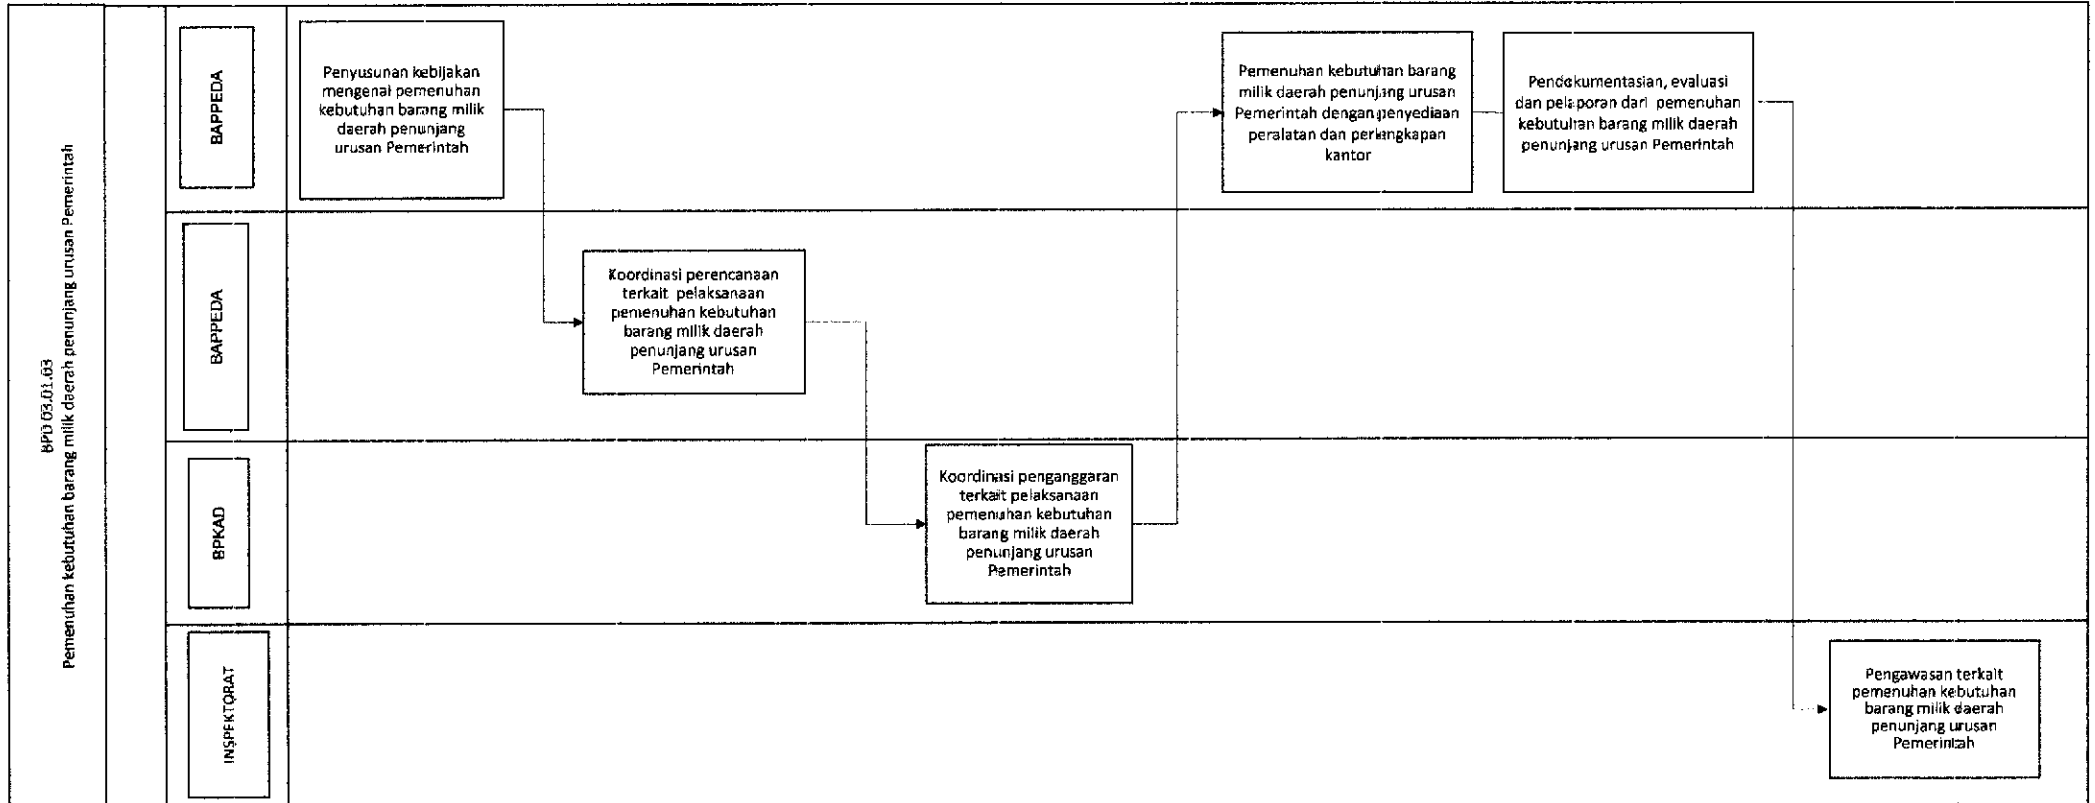 BPD 03.01.03
Pemenuhan kebutuhan barang milik daerah penunjang urusan Pemerintah
BAPPEDA
Penyusunan kebijakan
mengenai pemenuhan
kebutuhan barang milik
daerah penunjang
urusan Pemerintah
Pemenuhan kebutuhan barang
milik daerah penunjang urusan
Pemerintah dengan penyediaan
peralatan dan perlengkapan
kantor
Pendokumentasian, evaluasi
dan pelaporan dari pemenuhan
kebutuhan barang milik daerah
penunjang urusan Pemerintah
BAPPEDA
Koordinasi perencanaan
terkait pelaksanaan
pemenuhan kebutuhan
barang milik daerah
penunjang urusan
Pemerintah
BPKAD
Koordinasi penganggaran
terkait pelaksanaan
pemenuhan kebutuhan
barang milik daerah
penunjang urusan
Pemerintah
INSPEKTORAT
Pengawasan terkait
pemenuhan kebutuhan
barang milik daerah
penunjang urusan
Pemerintah